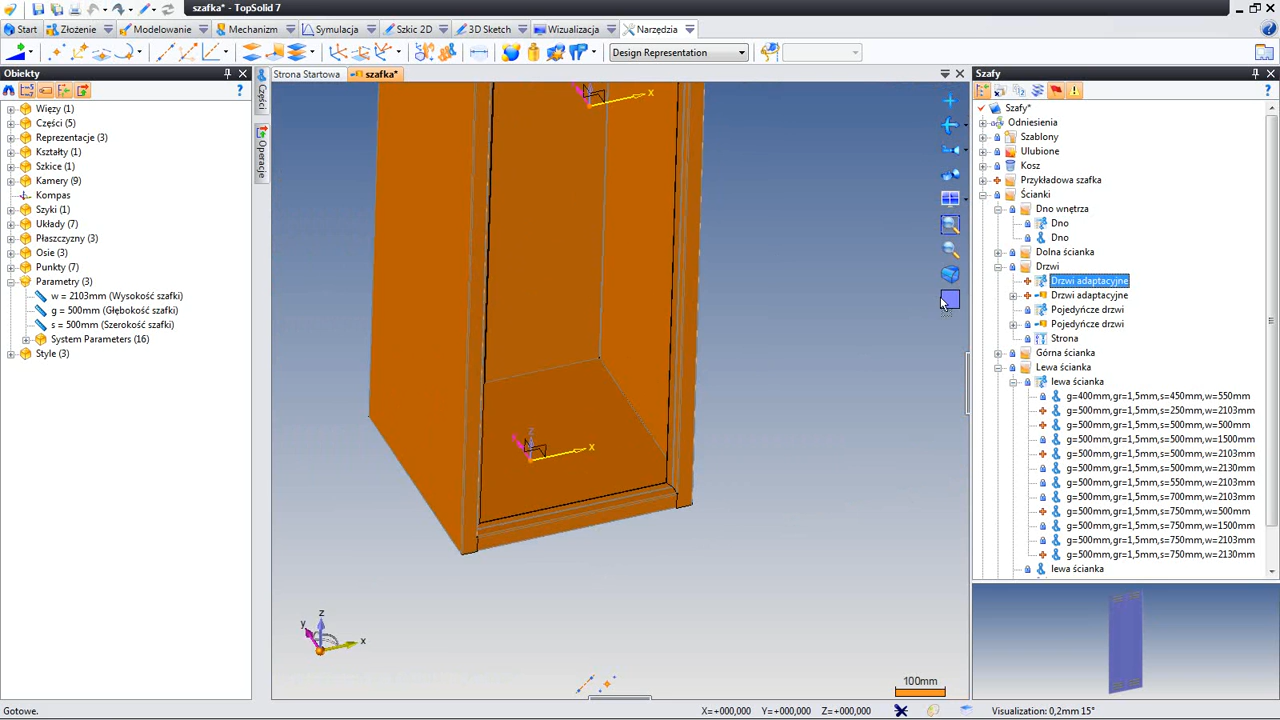 szafka* - TopSolid 7
Start Złożenie Modelowanie Mechanizm Symulacja Szkic 2D 3D Sketch Wizualizacja Narzędzia
Design Representation
Obiekty
Więzy (1)
Części (5)
Reprezentacje (3)
Kształty (1)
Szkice (1)
Kamery (9)
Kompas
Szyki (1)
Układy (7)
Płaszczyzny (3)
Osie (3)
Punkty (7)
Parametry (3)
w = 2103mm (Wysokość szafki)
g = 500mm (Głębokość szafki)
s = 500mm (Szerokość szafki)
System Parameters (16)
Style (3)
Części
Operacje
Strona Startowa szafka*
x
z
x
z
y
x
100mm
Szafy
Szafy*
Odniesienia
Szablony
Ulubione
Kosz
Przykładowa szafka
Ścianki
Dno wnętrza
Dno
Dno
Dolna ścianka
Drzwi
Drzwi adaptacyjne
Drzwi adaptacyjne
Pojedyńcze drzwi
Pojedyńcze drzwi
Strona
Górna ścianka
Lewa ścianka
lewa ścianka
g=400mm,gr=1,5mm,s=450mm,w=550mm
g=500mm,gr=1,5mm,s=250mm,w=2103mm
g=500mm,gr=1,5mm,s=500mm,w=500mm
g=500mm,gr=1,5mm,s=500mm,w=1500mm
g=500mm,gr=1,5mm,s=500mm,w=2103mm
g=500mm,gr=1,5mm,s=500mm,w=2130mm
g=500mm,gr=1,5mm,s=550mm,w=2103mm
g=500mm,gr=1,5mm,s=700mm,w=2103mm
g=500mm,gr=1,5mm,s=750mm,w=500mm
g=500mm,gr=1,5mm,s=750mm,w=1500mm
g=500mm,gr=1,5mm,s=750mm,w=2103mm
g=500mm,gr=1,5mm,s=750mm,w=2130mm
lewa ścianka
Gotowe.
X=+000,000 Y=+000,000 Z=+000,000
Visualization: 0,2mm 15°